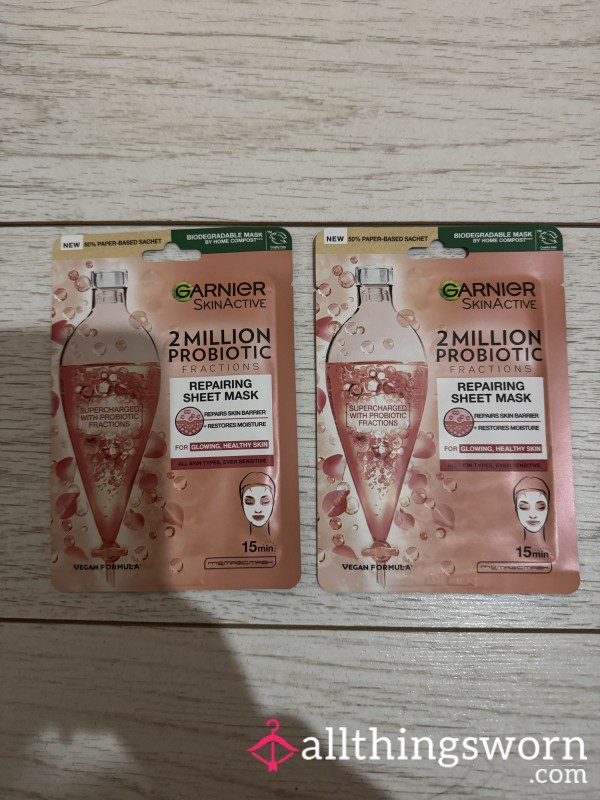 NEW 50% PAPER-BASED SACHET
BIODEGRADABLE MASK
BY HOME COMPOST***
GARNIER
SKINACTIVE
2 MILLION
PROBIOTIC
FRACTIONS
REPAIRING
SHEET MASK
SUPERCHARGED
WITH PROBIOTIC
FRACTIONS
REPAIRS SKIN BARRIER
+ RESTORES MOISTURE
FOR GLOWING, HEALTHY SKIN
ALL SKIN TYPES, EVEN SENSITIVE
15min
VEGAN FORMULA*
NEW 50% PAPER-BASED SACHET
BIODEGRADABLE MASK
BY HOME COMPOST***
GARNIER
SKINACTIVE
2 MILLION
PROBIOTIC
FRACTIONS
REPAIRING
SHEET MASK
SUPERCHARGED
WITH PROBIOTIC
FRACTIONS
REPAIRS SKIN BARRIER
+ RESTORES MOISTURE
FOR GLOWING, HEALTHY SKIN
ALL SKIN TYPES, EVEN SENSITIVE
15min
VEGAN FORMULA*
allthingsworn
.com